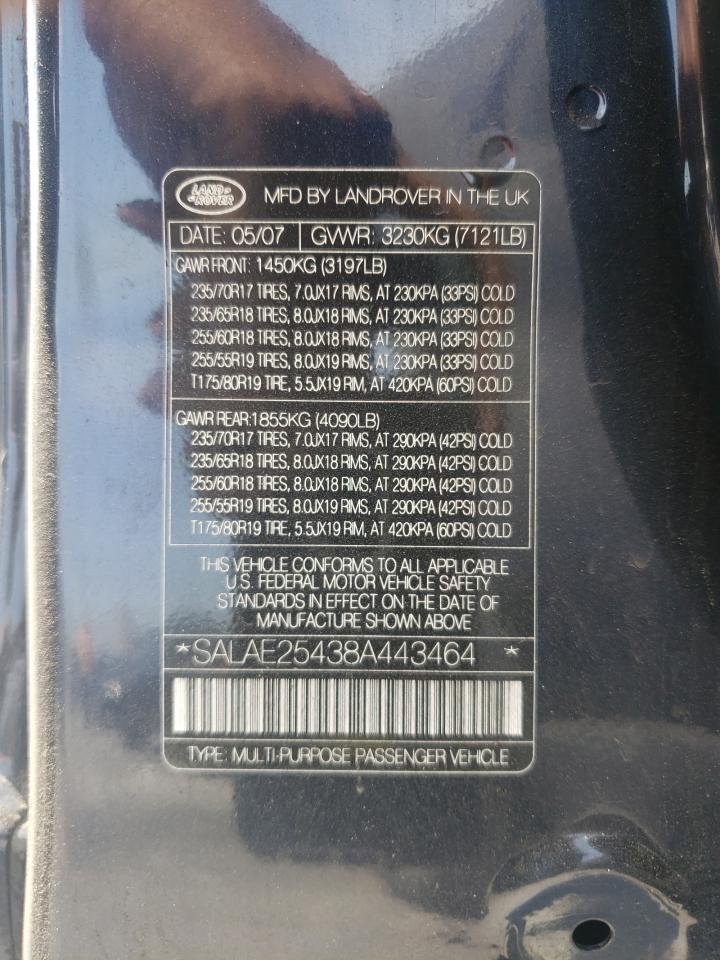 LAND-ROVER MFD BY LANDROVER IN THE UK
DATE: 05/07 GVWR: 3230KG (7121LB)
GAWR FRONT: 1450KG (3197LB)
235/70R17 TIRES, 7.0JX17 RIMS, AT 230KPA (33PSI) COLD
235/65R18 TIRES, 8.0JX18 RIMS, AT 230KPA (33PSI) COLD
255/60R18 TIRES, 8.0JX18 RIMS, AT 230KPA (33PSI) COLD
255/55R19 TIRES, 8.0JX19 RIMS, AT 230KPA (33PSI) COLD
T175/80R19 TIRES, 5.5JX19 RIM, AT 420KPA (60PSI) COLD
GAWR REAR:1855KG (4090LB)
235/70R17 TIRES, 7.0JX17 RIMS, AT 290KPA (42PSI) COLD
235/65R18 TIRES, 8.0JX18 RIMS, AT 290KPA (42PSI) COLD
255/60R18 TIRES, 8.0JX18 RIMS, AT 290KPA (42PSI) COLD
255/55R19 TIRES, 8.0JX19 RIMS, AT 290KPA (42PSI) COLD
T175/80R19 TIRE, 5.5JX19 RIM, AT 420KPA (60PSI) COLD
THIS VEHICLE CONFORMS TO ALL APPLICABLE
U.S. FEDERAL MOTOR VEHICLE SAFETY
STANDARDS IN EFFECT ON THE DATE OF
MANUFACTURE SHOWN ABOVE
*SALAE25438A443464 *
TYPE: MULTI-PURPOSE PASSENGER VEHICLE